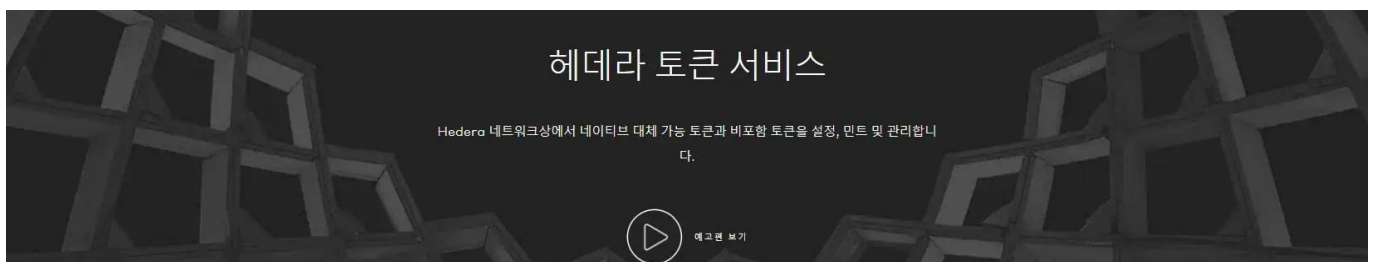 헤데라 토큰 서비스
Hedera 네트워크상에서 네이티브 대체 가능 토큰과 비포함 토큰을 설정, 민트 및 관리합니
다.
예고편 보기